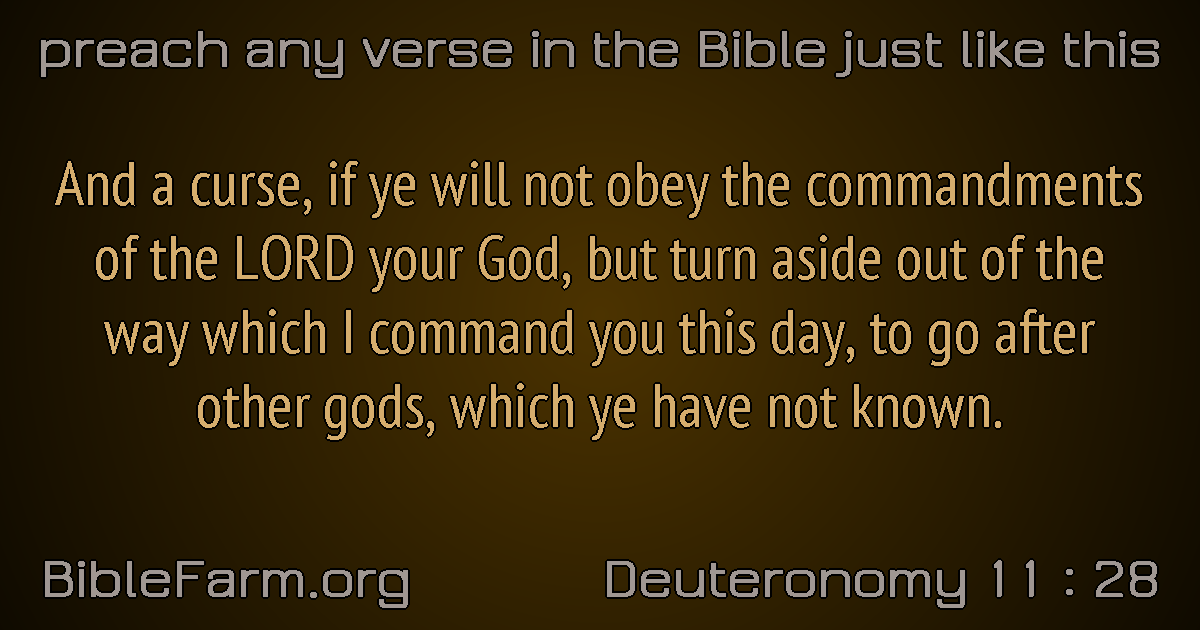 preach any verse in the Bible just like this
And a curse, if ye will not obey the commandments
of the LORD your God, but turn aside out of the
way which I command you this day, to go after
other gods, which ye have not known.
BibleFarm.org
Deuteronomy 11 : 28